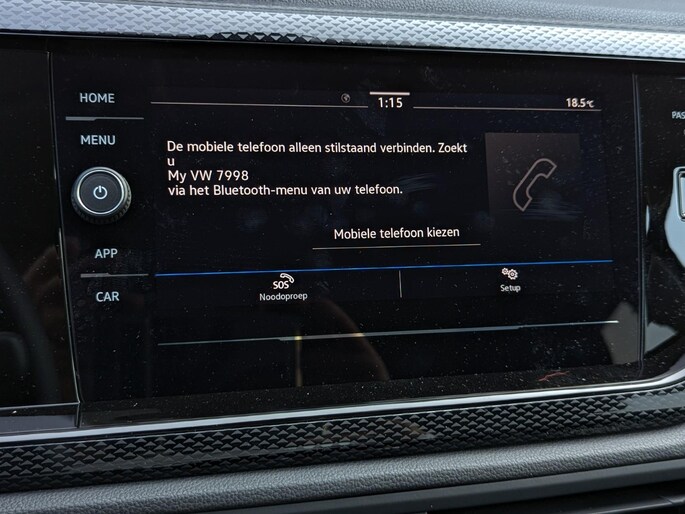 HOME
MENU
APP
CAR
1:15
18.5°C
De mobiele telefoon alleen stilstaand verbinden. Zoekt
u
My VW 7998
via het Bluetooth-menu van uw telefoon.
Mobiele telefoon kiezen
SOS
Noodoproep
Setup
PAS